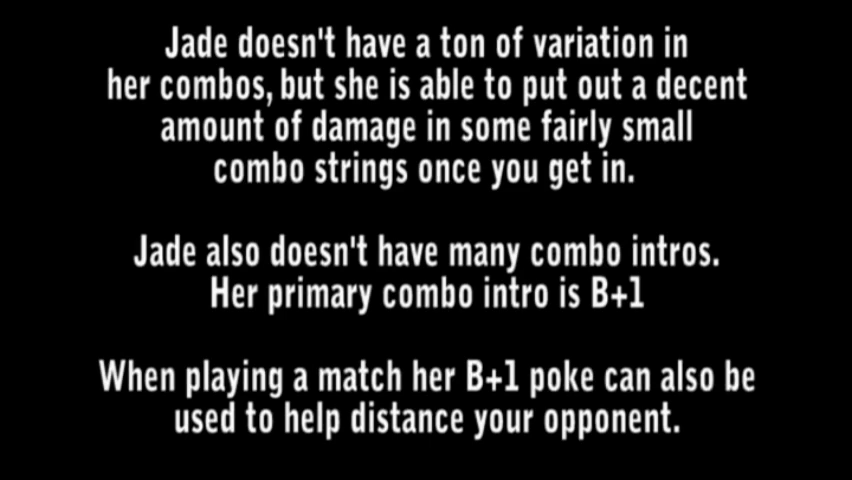 Jade doesn't have a ton of variation in
her combos, but she is able to put out a decent
amount of damage in some fairly small
combo strings once you get in.
Jade also doesn't have many combo intros.
Her primary combo intro is B+1
When playing a match her B+1 poke can also be
used to help distance your opponent.